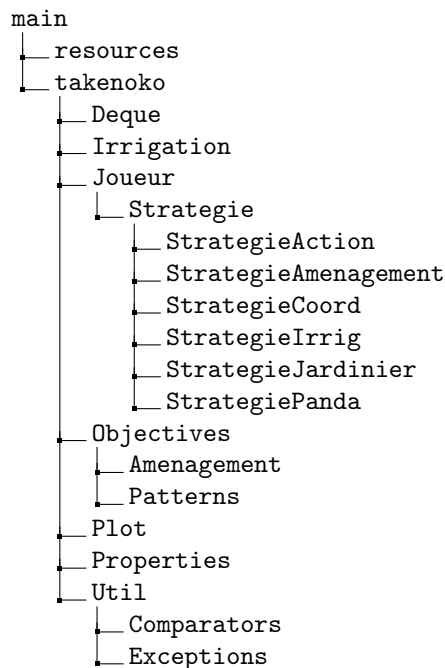 main
resources
takenoko
Deque
Irrigation
Joueur
Strategie
StrategieAction
StrategieAmenagement
StrategieCoord
StrategieIrrig
StrategieJardinier
StrategiePanda
Objectives
Amenagement
Patterns
Plot
Properties
Util
Comparators
Exceptions